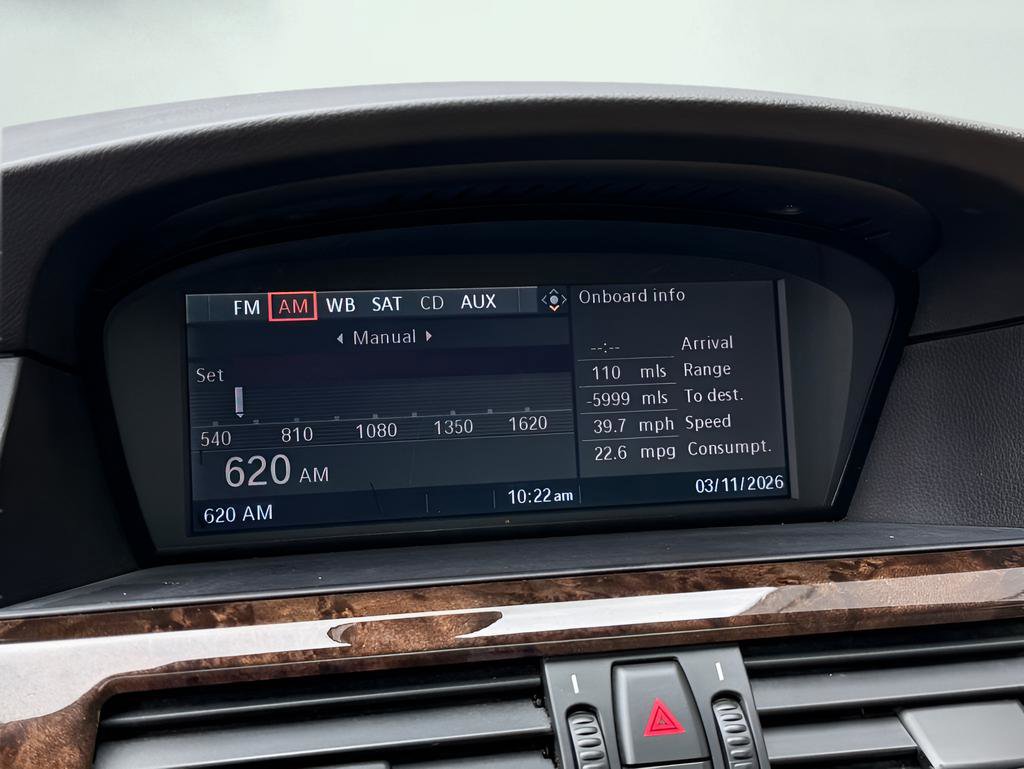 FM AM WB SAT CD AUX
Manual
Set
540 810 1080 1350 1620
620 AM
620 AM
10:22 am
Onboard info
--:-- Arrival
110 mls Range
-5999 mls To dest.
39.7 mph Speed
22.6 mpg Consumpt.
03/11/2026